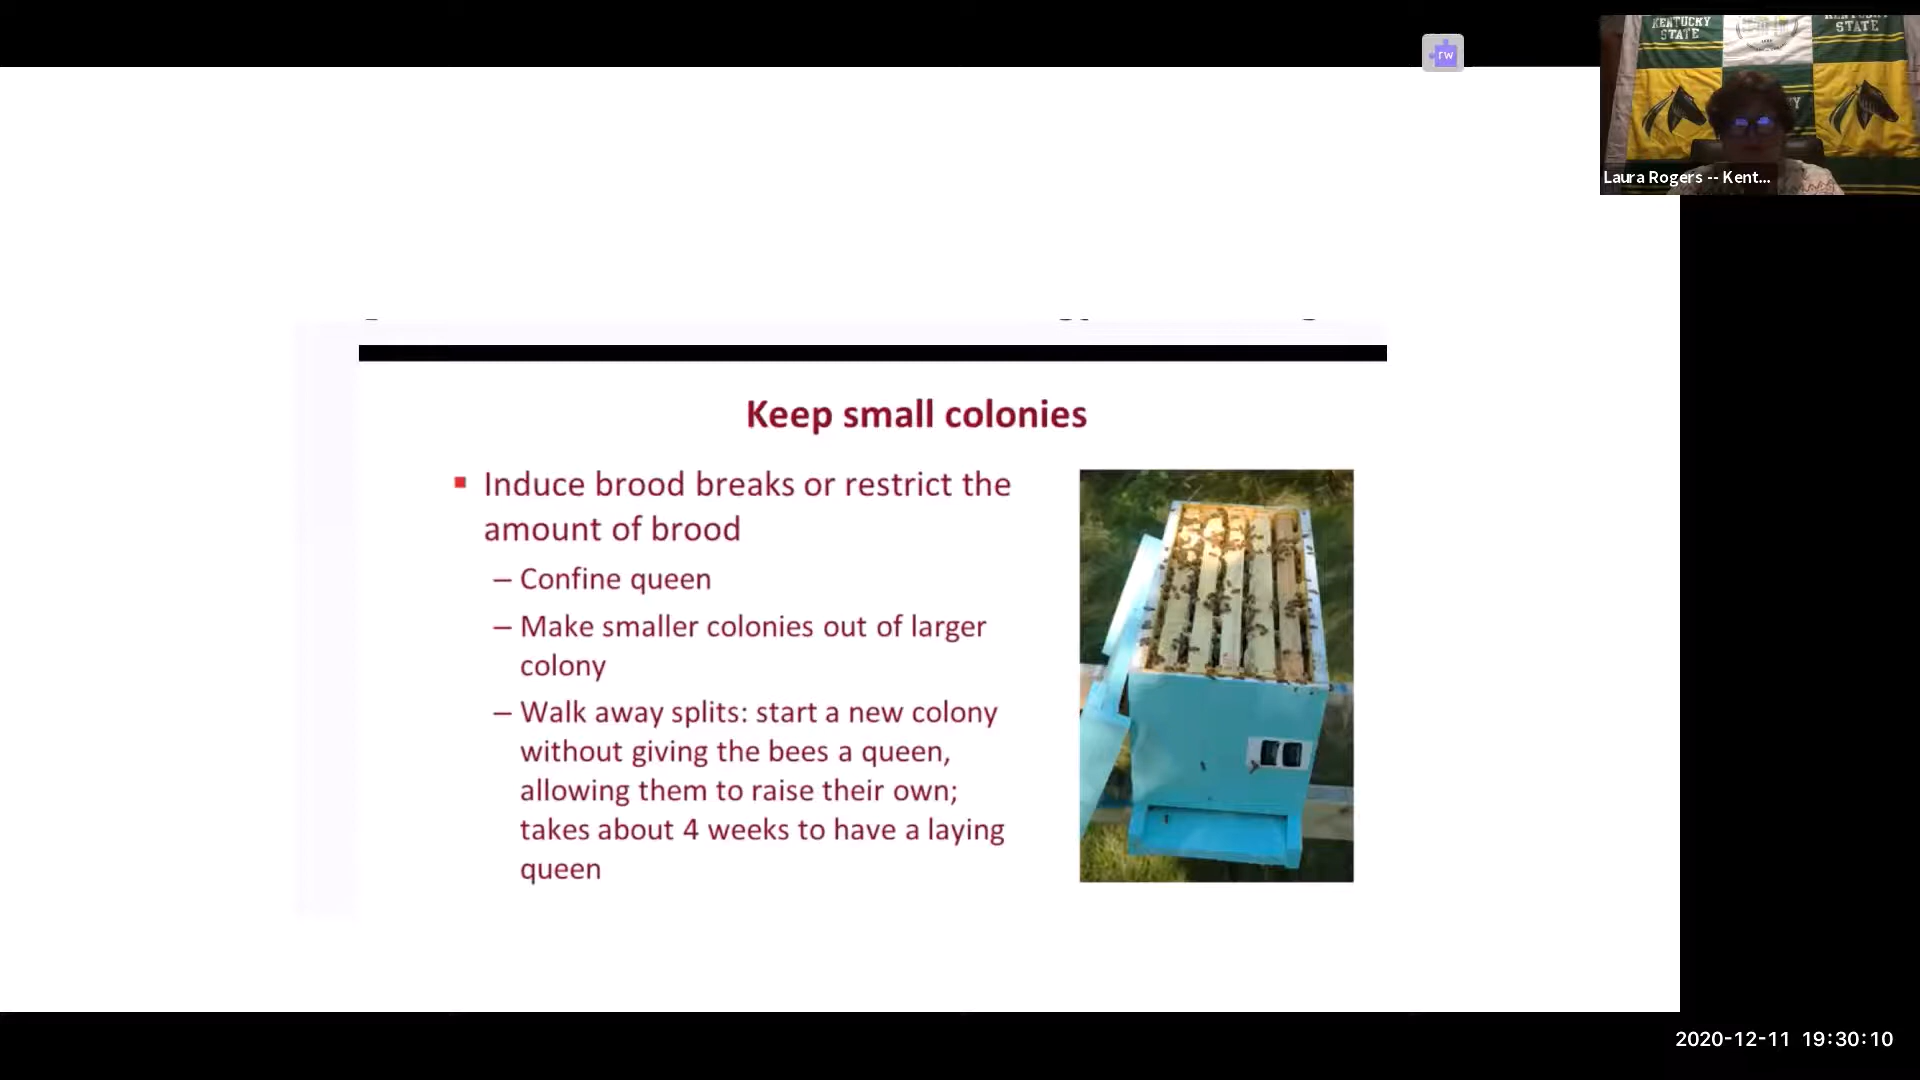 KENTUCKY
STATE
STATE
rw
Laura Rogers -- Kent...
Keep small colonies
Induce brood breaks or restrict the
amount of brood
– Confine queen
– Make smaller colonies out of larger
colony
– Walk away splits: start a new colony
without giving the bees a queen,
allowing them to raise their own;
takes about 4 weeks to have a laying
queen
2020-12-11 19:30:10